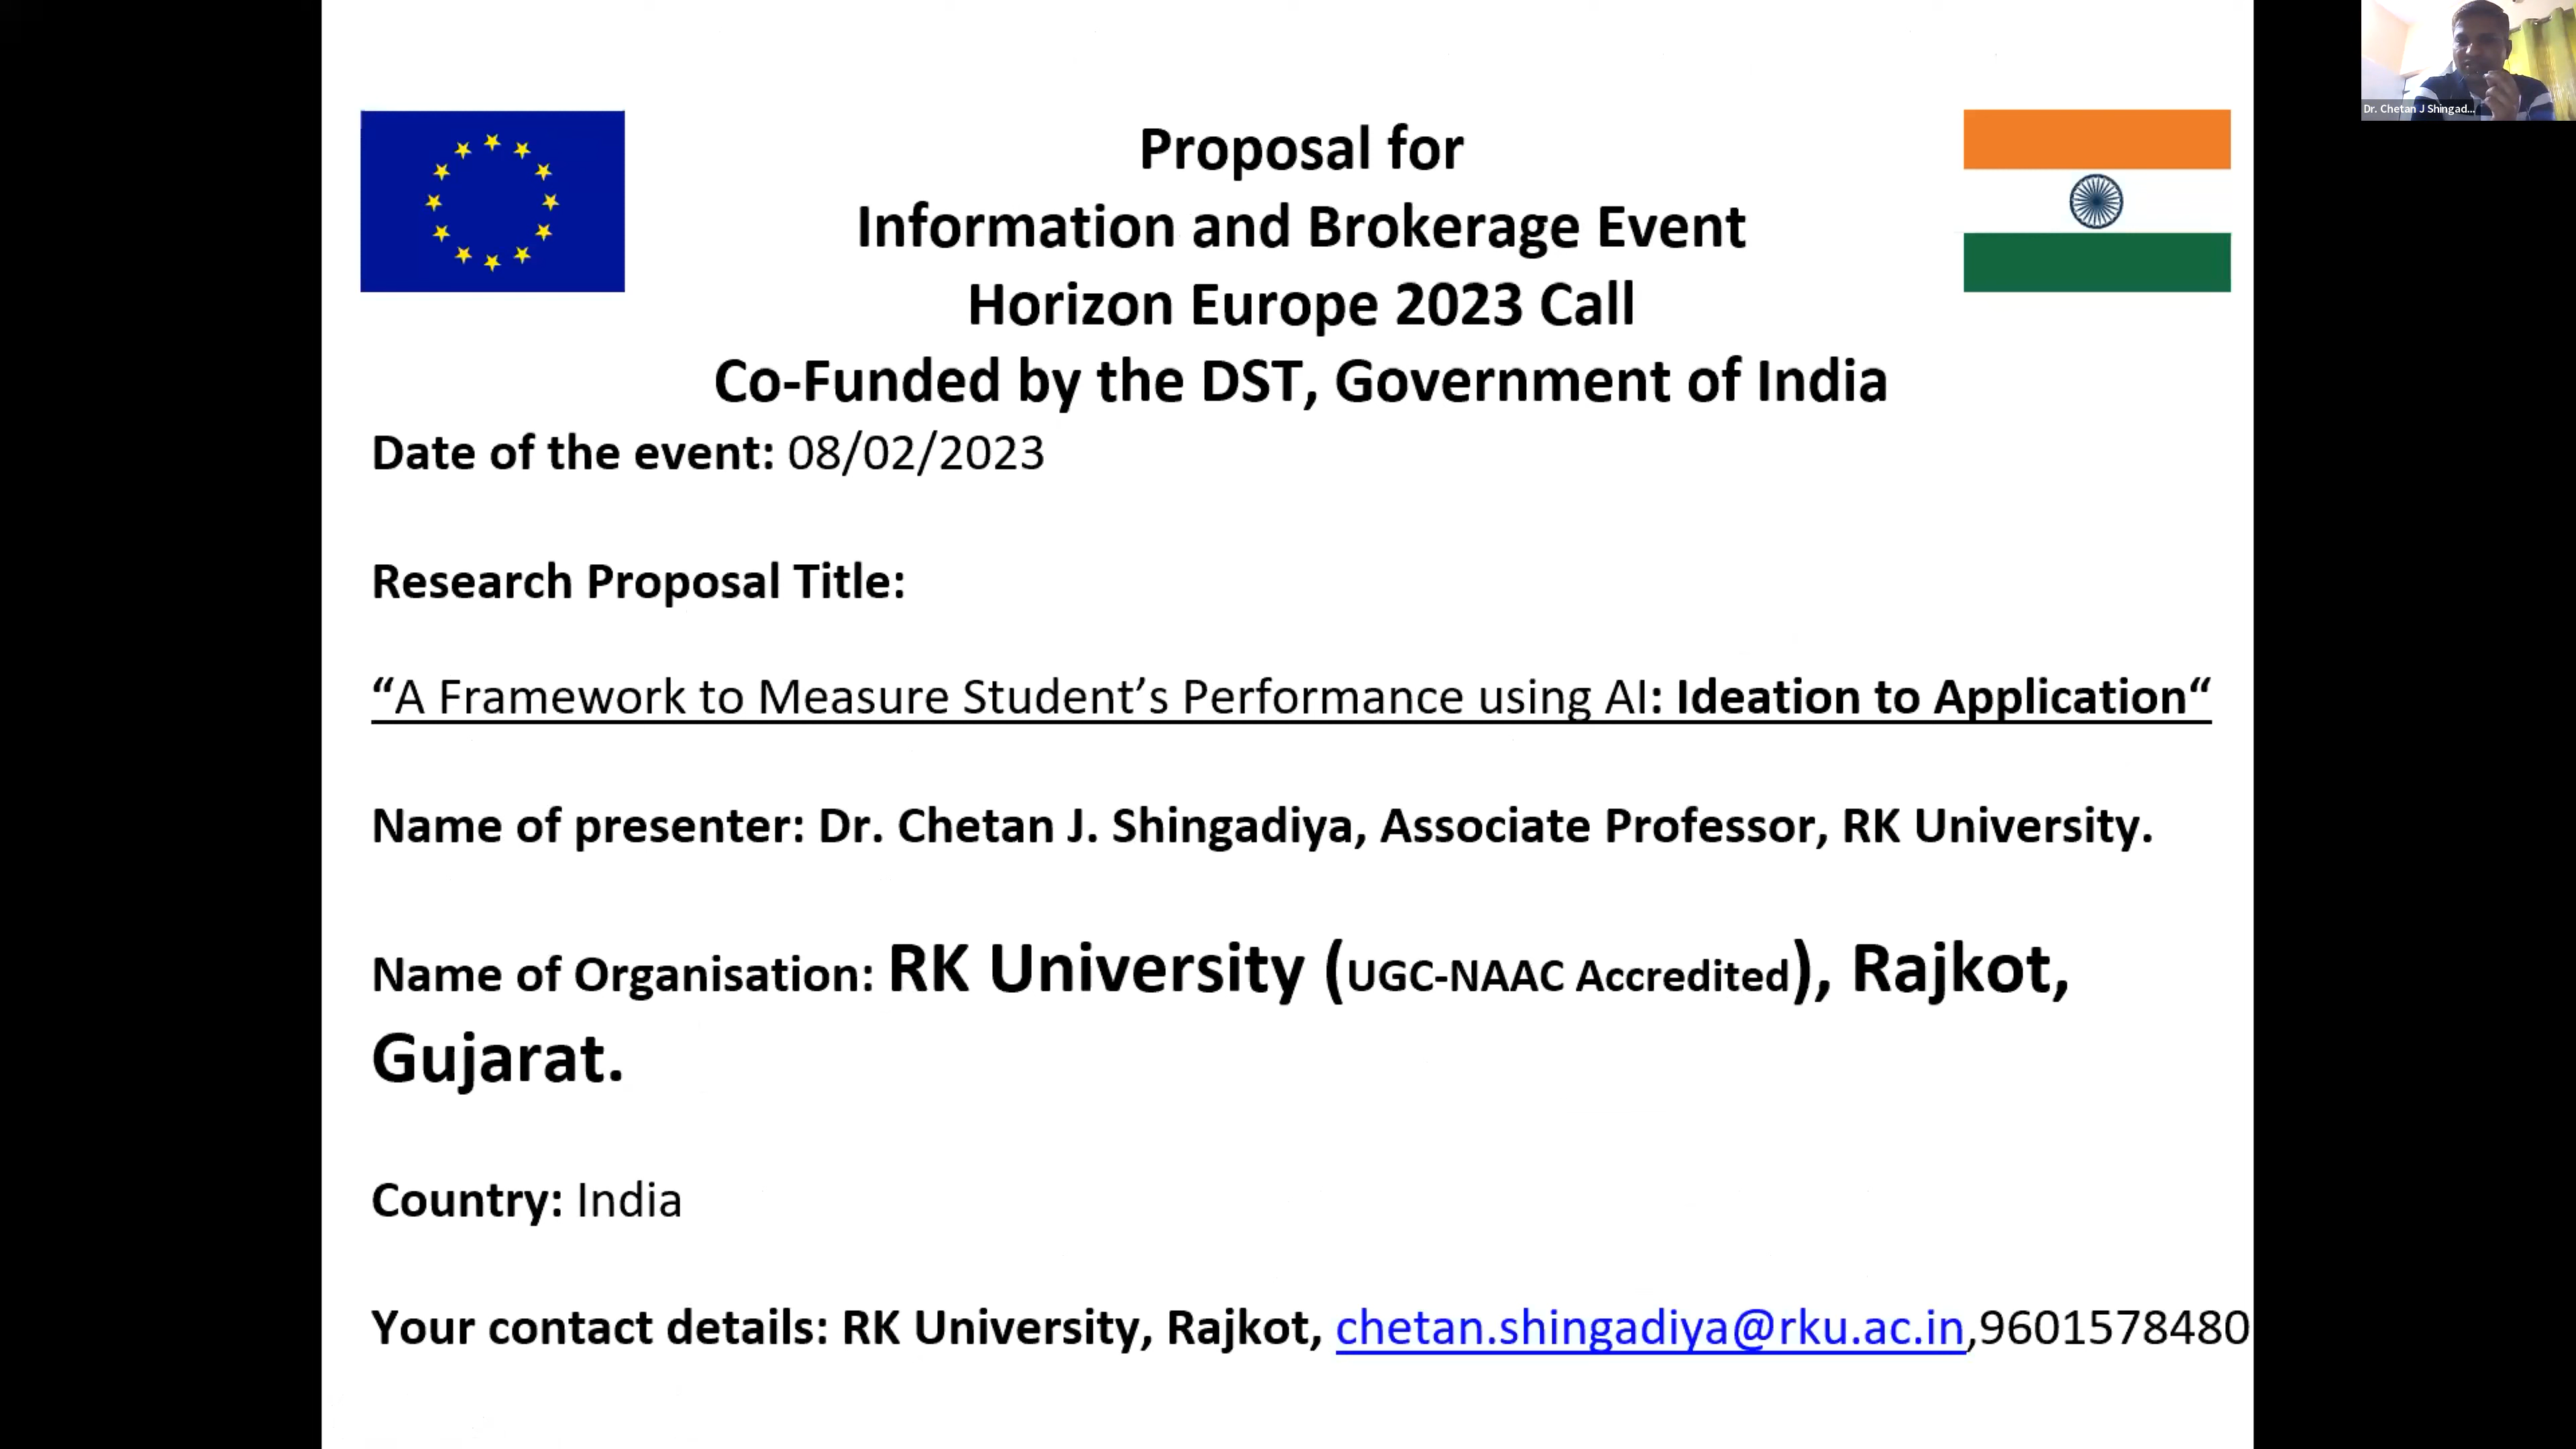 Dr. Chetan J Shingad...
Proposal for
Information and Brokerage Event
Horizon Europe 2023 Call
Co-Funded by the DST, Government of India
Date of the event: 08/02/2023
Research Proposal Title:
“A Framework to Measure Student’s Performance using AI: Ideation to Application“
Name of presenter: Dr. Chetan J. Shingadiya, Associate Professor, RK University.
Name of Organisation: RK University (UGC-NAAC Accredited), Rajkot,
Gujarat.
Country: India
Your contact details: RK University, Rajkot, chetan.shingadiya@rku.ac.in,9601578480